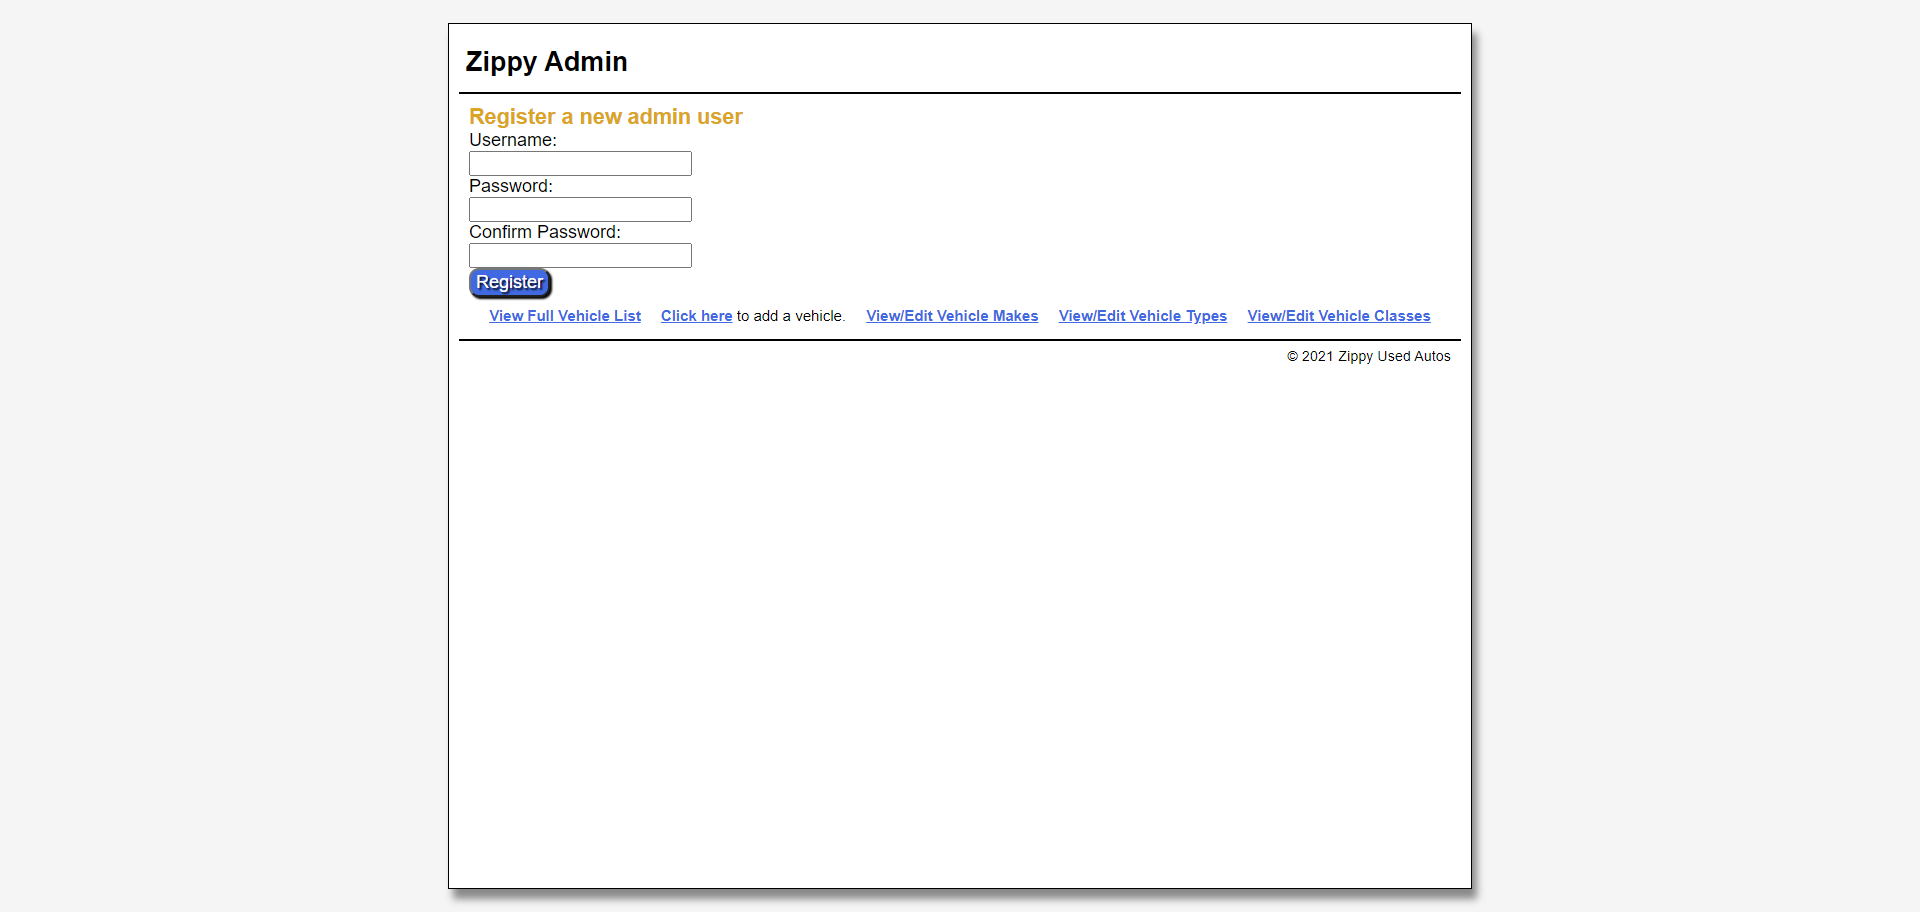 Zippy Admin
Register a new admin user
Username:
Password:
Confirm Password:
Register
View Full Vehicle List Click here to add a vehicle. View/Edit Vehicle Makes View/Edit Vehicle Types View/Edit Vehicle Classes
© 2021 Zippy Used Autos